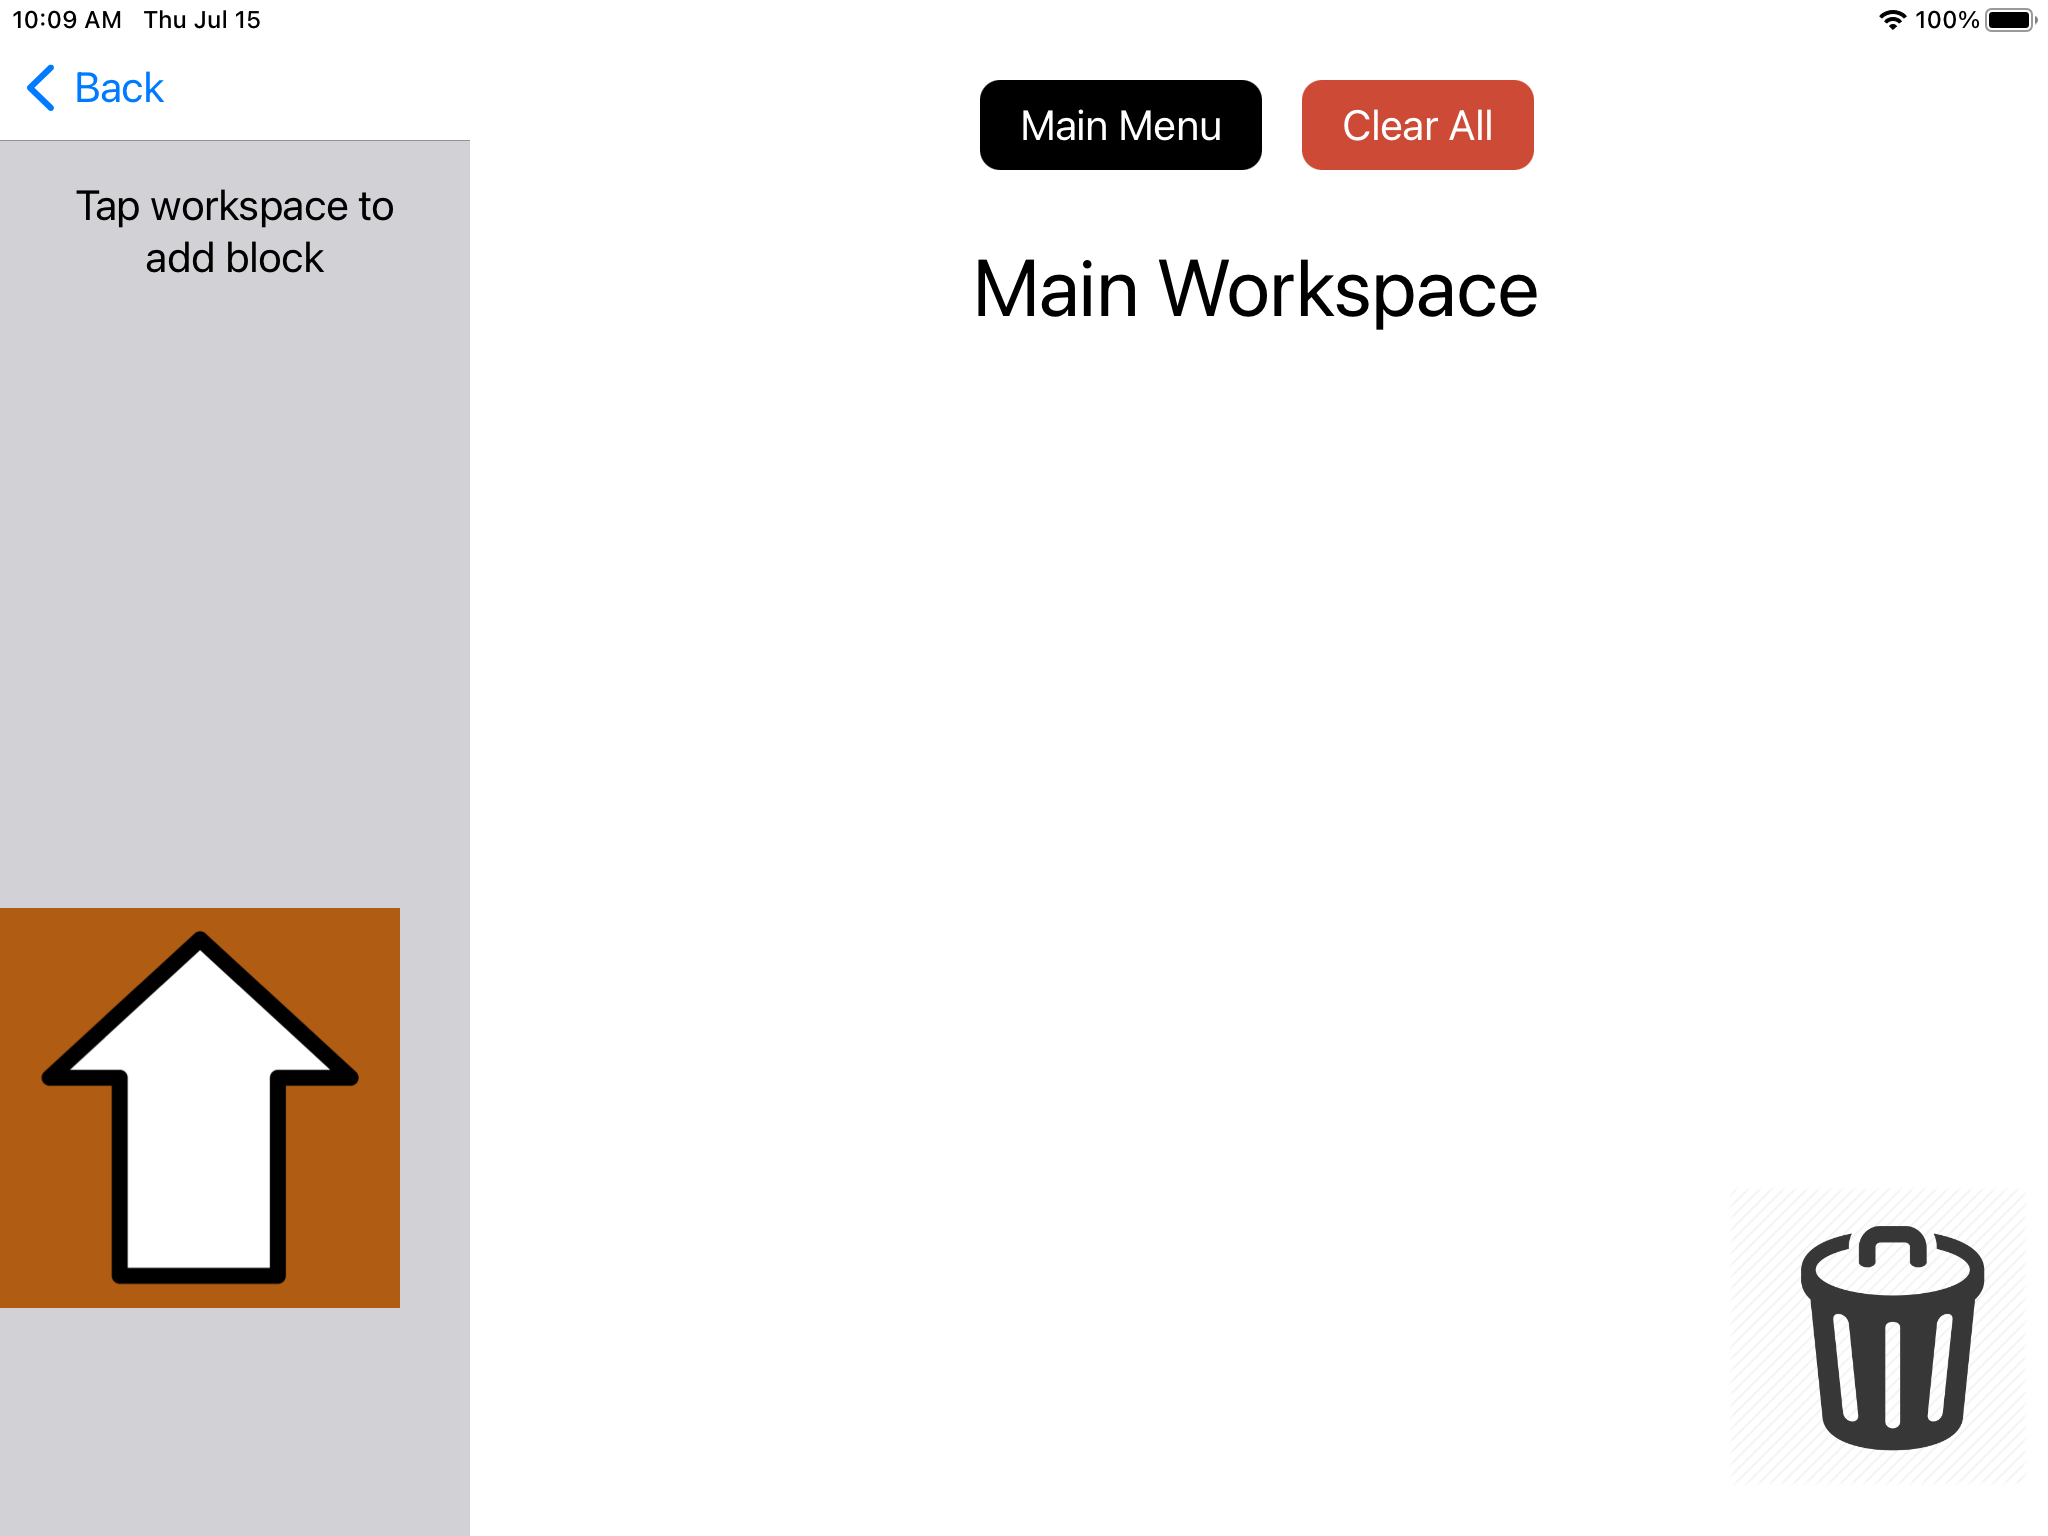 10:09 AM Thu Jul 15
100%
Back
Main Menu
Clear All
Tap workspace to
add block
Main Workspace